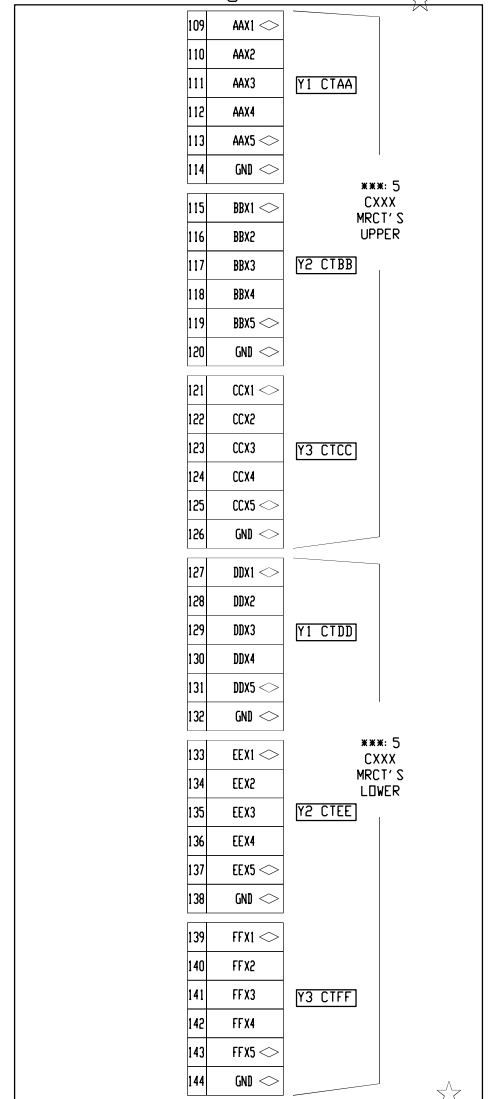 109 AAX1
110 AAX2
111 AAX3
112 AAX4
113 AAX5
114 GND
Y1 CTAA
***: 5
CXXX
MRCT'S
UPPER
115 BBX1
116 BBX2
117 BBX3
118 BBX4
119 BBX5
120 GND
Y2 CTBB
121 CCX1
122 CCX2
123 CCX3
124 CCX4
125 CCX5
126 GND
Y3 CTCC
127 DDX1
128 DDX2
129 DDX3
130 DDX4
131 DDX5
132 GND
Y1 CTDD
***: 5
CXXX
MRCT'S
LOWER
133 EEX1
134 EEX2
135 EEX3
136 EEX4
137 EEX5
138 GND
Y2 CTEE
139 FFX1
140 FFX2
141 FFX3
142 FFX4
143 FFX5
144 GND
Y3 CTFF